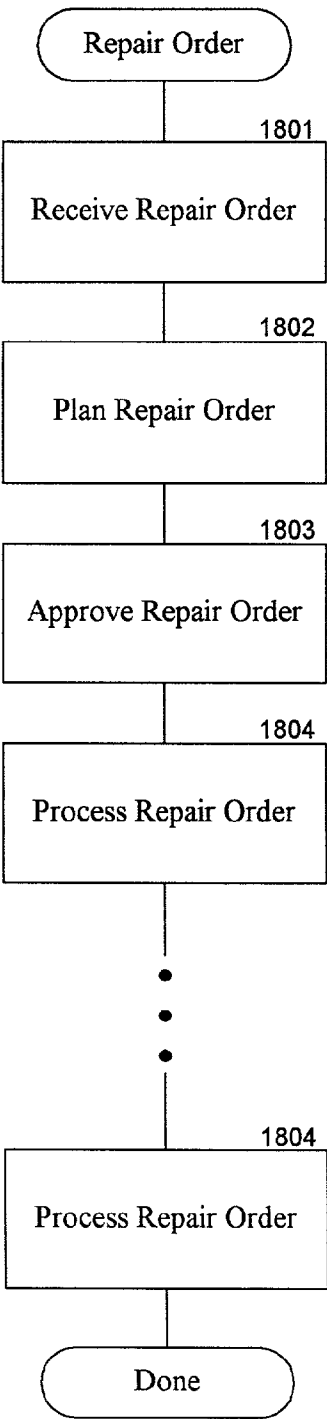 Repair Order
1801
Receive Repair Order
1802
Plan Repair Order
1803
Approve Repair Order
1804
Process Repair Order
1804
Process Repair Order
Done